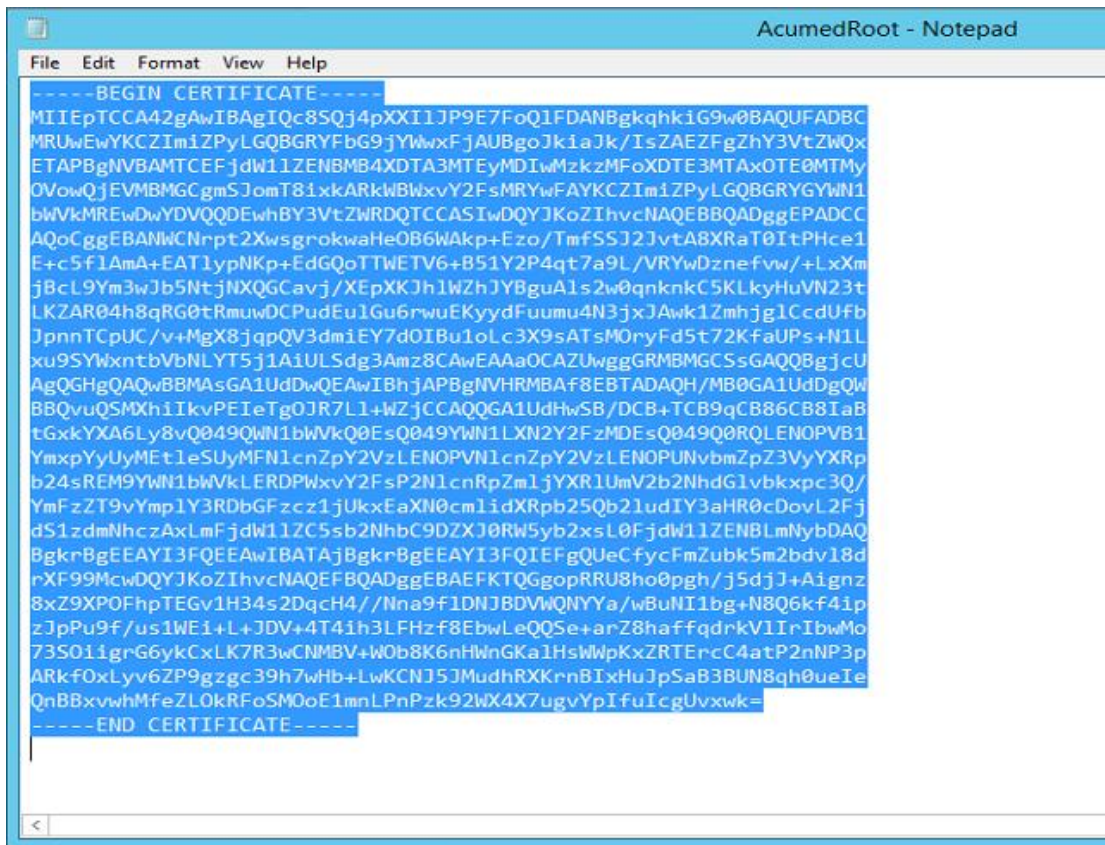 AcumedRoot - Notepad
File Edit Format View Help
-----BEGIN CERTIFICATE-----
MIIEpTCCA42gAwIBAgIQc8SQj4pXXIlJP9E7FoQlFDANBgkqhkiG9w0BAQUFADBC
MRUwEwYKCZImiZPyLGQBGRYFbG9jYWwxFjAUBgoJkiaJk/IsZAEZFgZhY3VtZWQx
ETAPBgNVBAMTCEFjdW1lZENBMB4XDTA3MTEyMDIwMzkzMFoXDTE3MTAxOTE0MTMy
OVowQjEVMBMGCgmSJomT8ixkARkWBWxvY2FsMRYwFAYKCZImiZPyLGQBGRYGYWN1
bWVkMREwDwYDVQQDEwhBY3VtZWRDQTCCASIwDQYJKoZIhvcNAQEBBQADggEPADCC
AQoCggEBANWCNrpt2XwsgrokwaHeOB6WAkp+Ezo/TmfSSJ2JvtA8XRaT0ItPHce1
E+c5flAmA+EATlypNKp+EdGQoTTWETV6+B51Y2P4qt7a9L/VRYwDznefvw/+LxXm
jBcL9Ym3wJb5NtjNXQGCavj/XEpXKJhlWZhJYBguAls2w0qnknkC5KLkyHuVN23t
LKZAR04h8qRG0tRmuwDCPudEulGu6rwuEKyydFuumu4N3jxJAwk1ZmhjglCcdUfb
JpnnTCpUC/v+MgX8jqpQV3dmiEY7dOIBu1oLc3X9sATsMOryFd5t72KfaUPs+N1L
xu9SYWxntbVbNLYT5j1AiULSdg3Amz8CAwEAAaOCAZUwggGRMBMGCSsGAQQBgjcU
AgQGHgQAQwBBMAsGA1UdDwQEAwIBhjAPBgNVHRMBAf8EBTADAQH/MB0GA1UdDgQW
BBQvuQSMXhiIkvPEIeTgOJR7Ll+WZjCCAQQGA1UdHwSB/DCB+TCB9qCB86CB8IaB
tGxkYXA6Ly8vQ049QWN1bWVkQ0EsQ049YWN1LXN2Y2FzMDEsQ049Q0RQLENOPVB1
YmxpYyUyMEtleSUyMFNlcnZpY2VzLENOPVNlcnZpY2VzLENOPUNvbmZpZ3VyYXRp
b24sREM9YWN1bWVkLERDPWxvY2FsP2NlcnRpZmljYXRlUmV2b2NhdGlvbkxpc3Q/
YmFzZT9vYmplY3RDbGFzcz1jUkxEaXN0cmlidXRpb25Qb2ludIY3aHR0cDovL2Fj
dS1zdmNhczAxLmFjdW1lZC5sb2NhbC9DZXJ0RW5yb2xsL0FjdW1lZENBLmNybDAQ
BgkrBgEEAYI3FQEEAwIBATAjBgkrBgEEAYI3FQIEFgQUeCfycFmZubk5m2bdvl8d
rXF99McwDQYJKoZIhvcNAQEFBQADggEBAEFKTQGgopRRU8ho0pgh/j5djJ+Aignz
8xZ9XPOFhpTEGv1H34s2DqcH4//Nna9flDNJBDVWQNYYa/wBuNI1bg+N8Q6kf4ip
zJpPu9f/us1WEi+L+JDV+4T4ih3LFHzf8EbwLeQQSe+arZ8haffqdrkVlIrIbwMo
73SOiigrG6ykCxLK7R3wCNMBV+WOb8K6nHWnGKalHsWWpKxZRTErcC4atP2nNP3p
ARkfOxLyv6ZP9gzgc39h7wHb+LwKCNJ5JMudhRXKrnBIxHuJpSaB3BUN8qh0ueIe
QnBBxvwhMfeZLOkRFoSMOoE1mnLPnPzk92WX4X7ugvYpIfuIcgUvxwk=
-----END CERTIFICATE-----